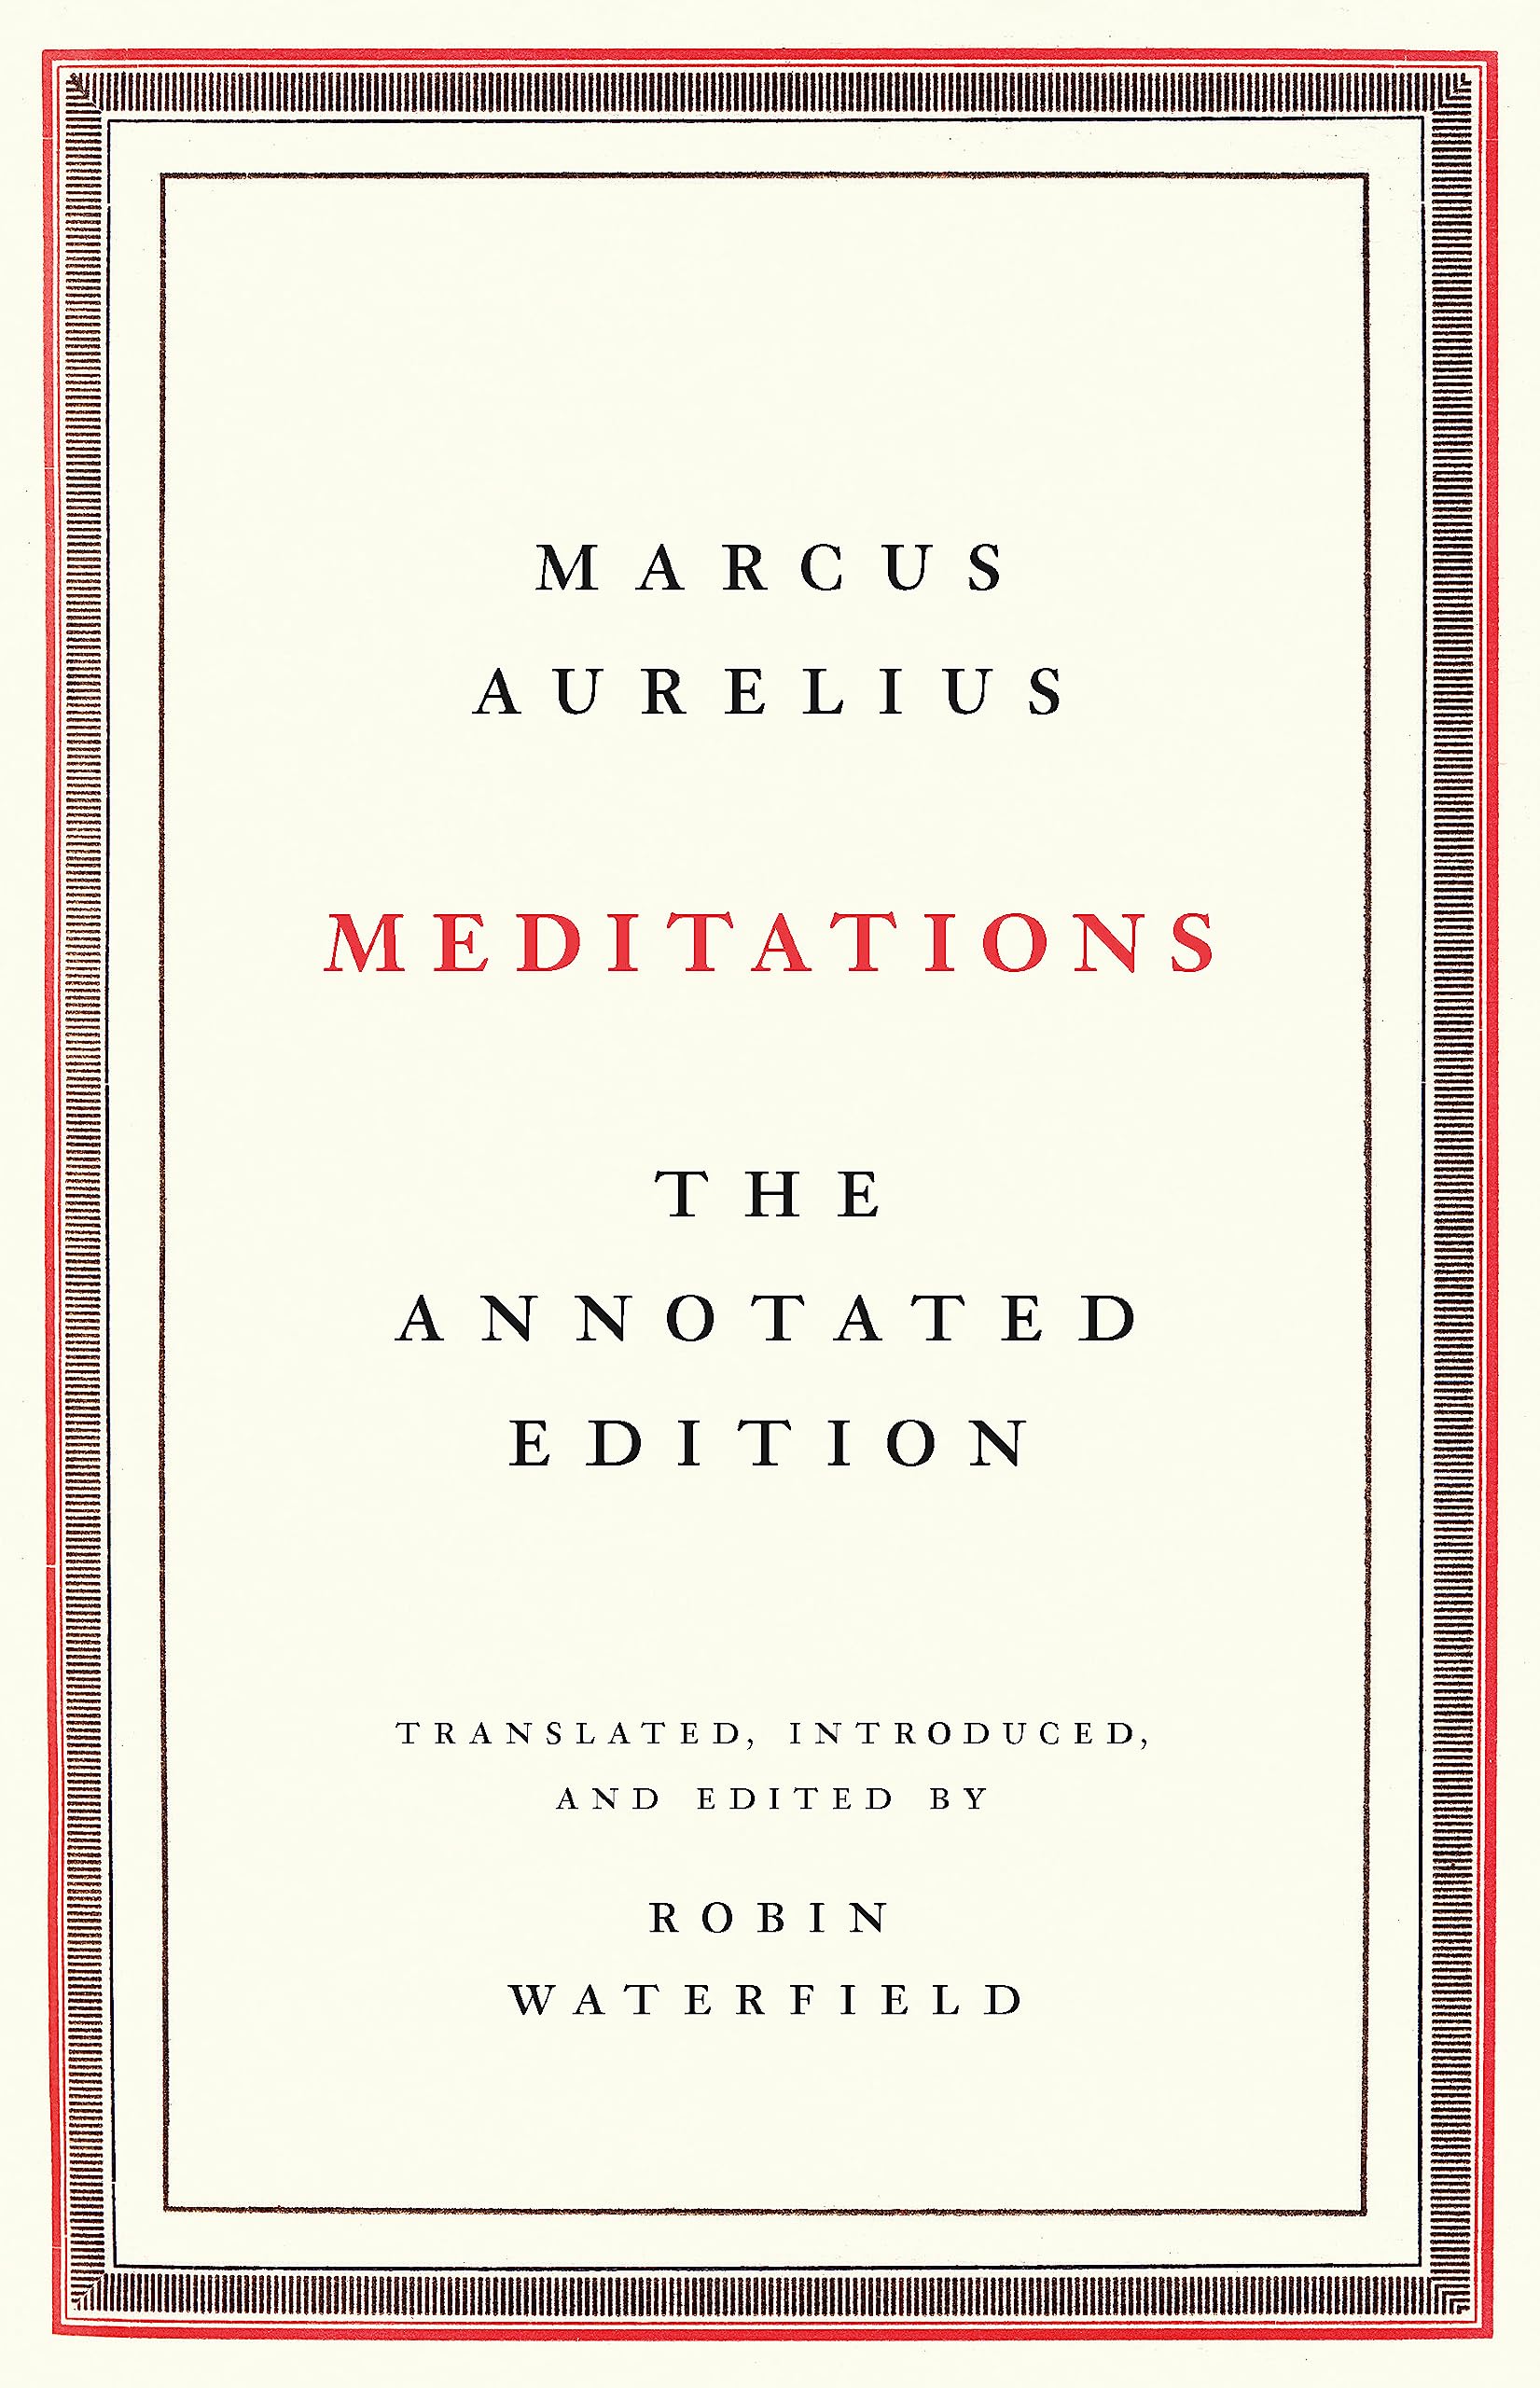 MARCUS
AURELIUS
MEDITATIONS
THE
ANNOTATED
EDITION
TRANSLATED, INTRODUCED,
AND EDITED BY
ROBIN
WATERFIELD